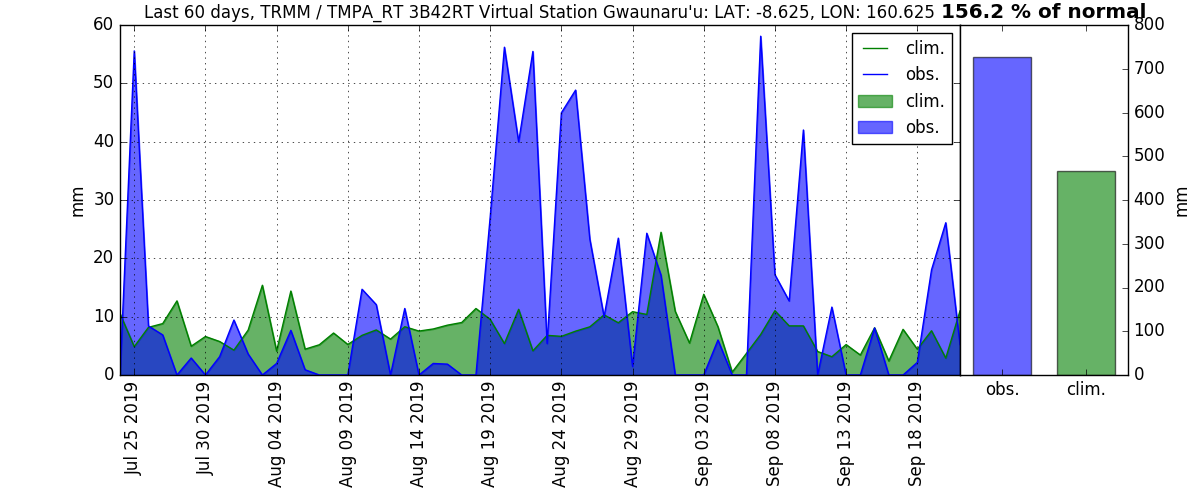 Last 60 days, TRMM / TMPA_RT 3B42RT Virtual Station Gwaunaru'u: LAT: -8.625, LON: 160.625 156.2 % of normal
60
50
40
30
20
10
0
mm
clim.
obs.
clim.
obs.
800
700
600
500
400
300
200
100
0
mm
obs.
clim.
Jul 25 2019
Jul 30 2019
Aug 04 2019
Aug 09 2019
Aug 14 2019
Aug 19 2019
Aug 24 2019
Aug 29 2019
Sep 03 2019
Sep 08 2019
Sep 13 2019
Sep 18 2019